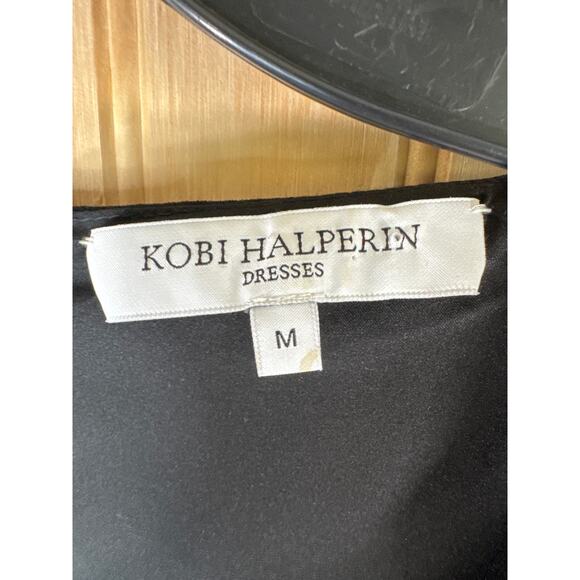 KOBI HALPERIN
DRESSES
M